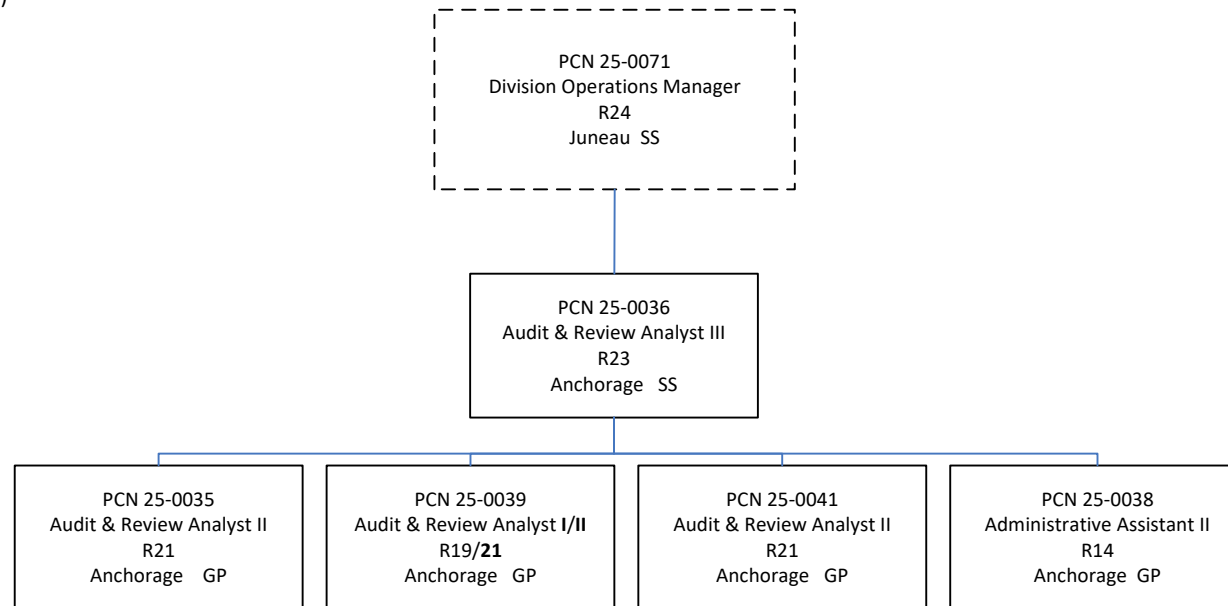 )
PCN 25-0071
Division Operations Manager
R24
Juneau SS
PCN 25-0036
Audit & Review Analyst III
R23
Anchorage SS
PCN 25-0035
Audit & Review Analyst II
R21
Anchorage GP
PCN 25-0039
Audit & Review Analyst I/II
R19/21
Anchorage GP
PCN 25-0041
Audit & Review Analyst II
R21
Anchorage GP
PCN 25-0038
Administrative Assistant II
R14
Anchorage GP